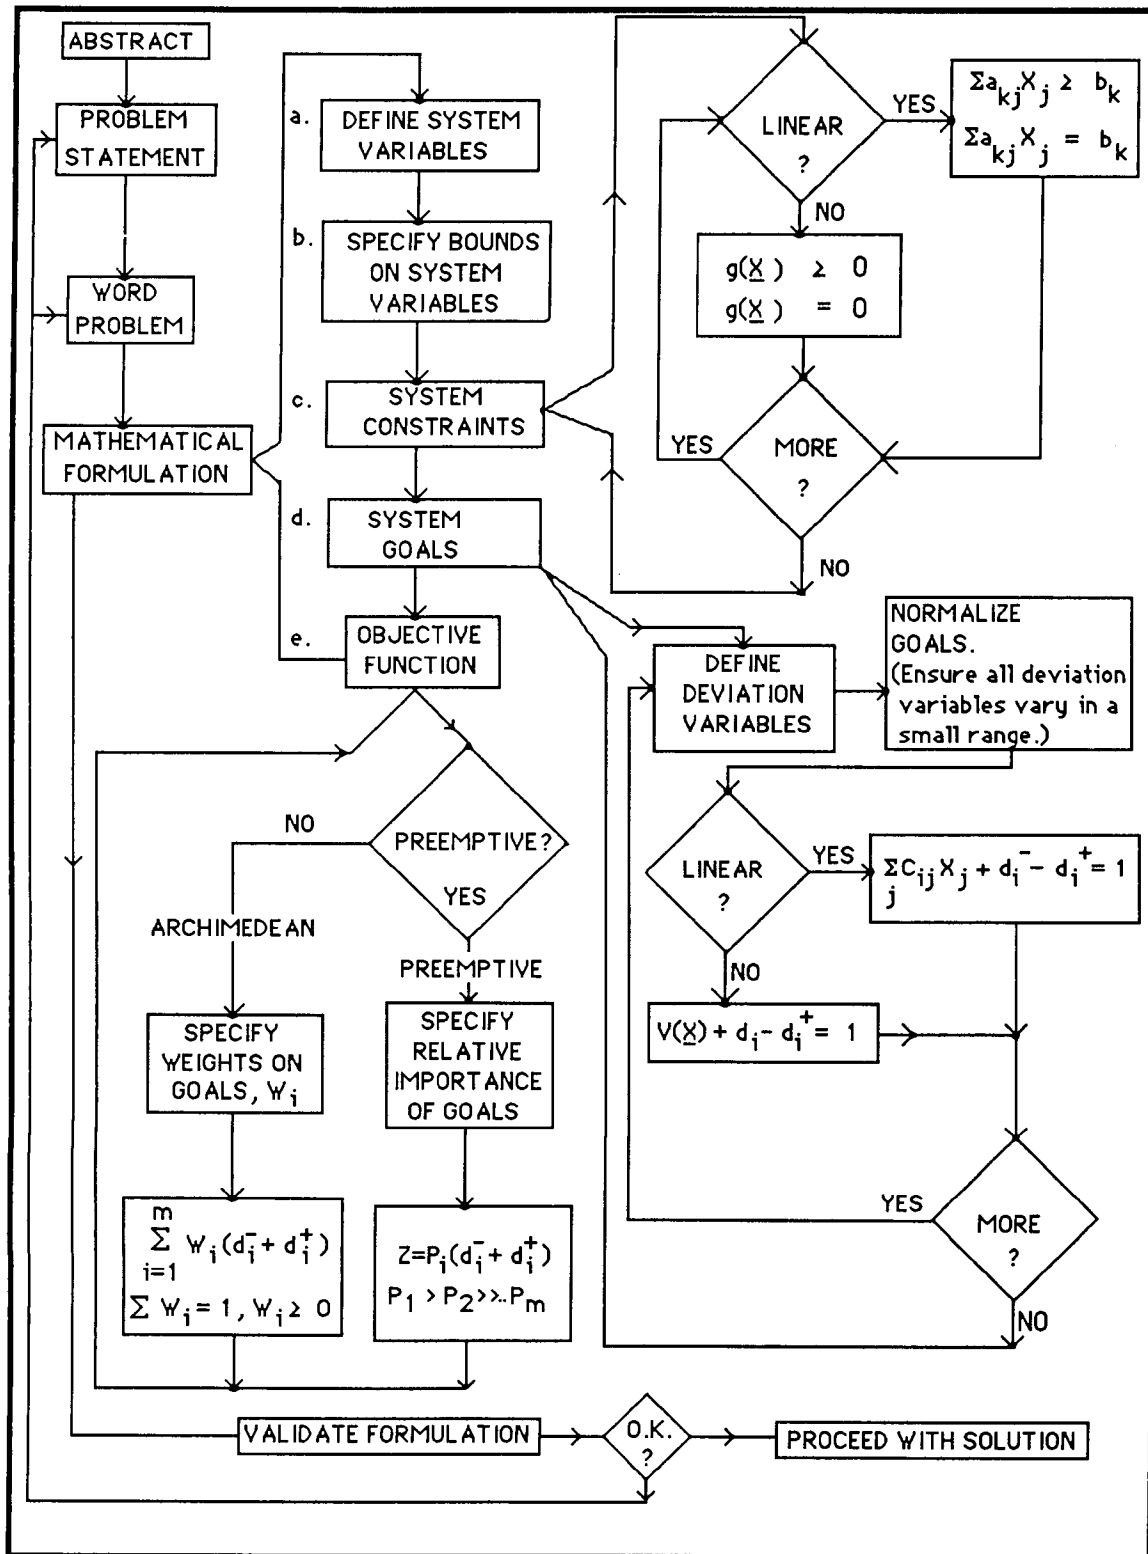 ABSTRACT
PROBLEM
STATEMENT
WORD
PROBLEM
MATHEMATICAL
FORMULATION
a.
DEFINE SYSTEM
VARIABLES
b.
SPECIFY BOUNDS
ON SYSTEM
VARIABLES
c.
SYSTEM
CONSTRAINTS
d.
SYSTEM
GOALS
e.
OBJECTIVE
FUNCTION
LINEAR
?
YES
Σa_kj X_j ≥ b_k
Σa_kj X_j = b_k
NO
g(X) ≥ 0
g(X) = 0
YES
MORE
?
NO
DEFINE
DEVIATION
VARIABLES
NORMALIZE
GOALS.
(Ensure all deviation
variables vary in a
small range.)
LINEAR
?
YES
Σ_j C_ij X_j + d_i^- - d_i^+ = 1
NO
V(X) + d_i - d_i^+ = 1
YES
MORE
?
NO
NO
PREEMPTIVE?
YES
ARCHIMEDEAN
PREEMPTIVE
SPECIFY
WEIGHTS ON
GOALS, W_i
SPECIFY
RELATIVE
IMPORTANCE
OF GOALS
m
Σ W_i(d_i^- + d_i^+)
i=1
Σ W_i = 1, W_i ≥ 0
Z=P_i(d_i^- + d_i^+)
P_1 > P_2 >>..P_m
VALIDATE FORMULATION
O.K.
?
PROCEED WITH SOLUTION